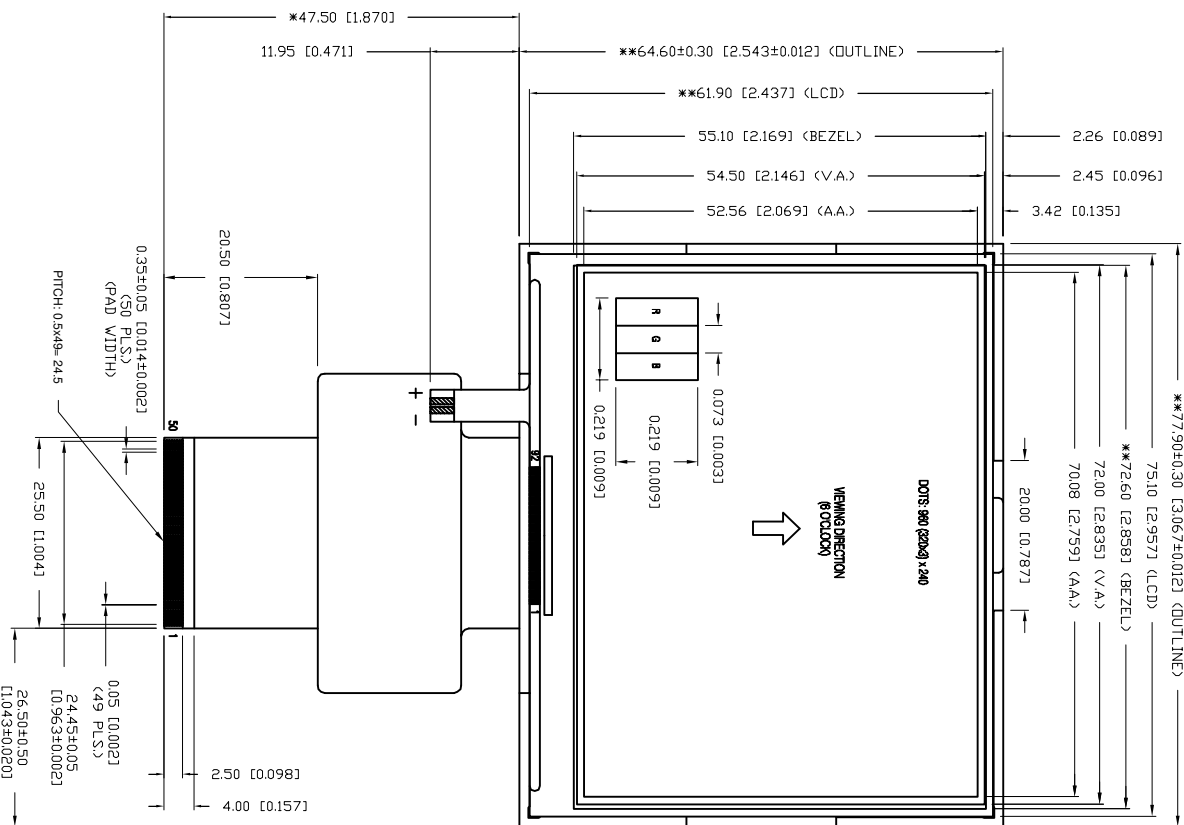 *47.50 [1.870]
11.95 [0.471]
**64.60±0.30 [2.543±0.012] (OUTLINE)
**61.90 [2.437] (LCD)
55.10 [2.169] (BEZEL)
2.26 [0.089]
54.50 [2.146] (V.A.)
2.45 [0.096]
52.56 [2.069] (A.A.)
3.42 [0.135]
**77.90±0.30 [3.067±0.012] (OUTLINE)
75.10 [2.957] (LCD)
**72.60 [2.858] (BEZEL)
72.00 [2.835] (V.A.)
70.08 [2.759] (A.A.)
20.00 [0.787]
DOTS: 960 (320x3) x 240
VIEWING DIRECTION
(6 O'CLOCK)
R
G
B
0.073 [0.003]
0.219 [0.009]
0.219 [0.009]
20.50 [0.807]
0.35±0.05 [0.014±0.002]
(50 PLS.)
(PAD WIDTH)
PITCH: 0.5x49= 24.5
+
-
92
1
50
1
25.50 [1.004]
0.05 [0.002]
(49 PLS.)
24.45±0.05
[0.963±0.002]
26.50±0.50
[1.043±0.020]
2.50 [0.098]
4.00 [0.157]